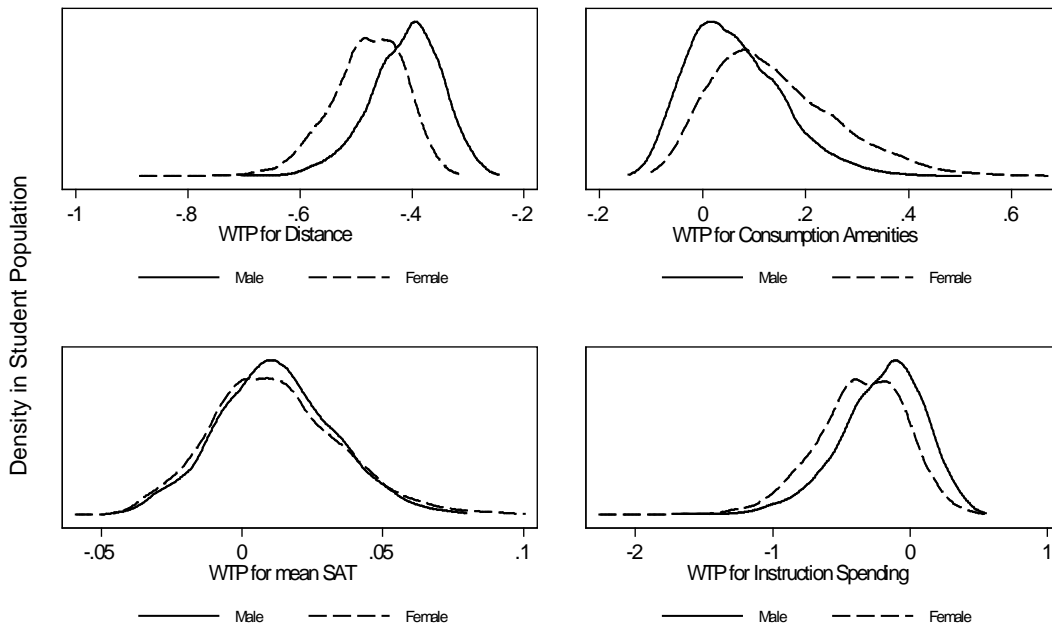 Density in Student Population
-1 -.8 -.6 -.4 -.2
WTP for Distance
Male Female
-.2 0 .2 .4 .6
WTP for Consumption Amenities
Male Female
-.05 0 .05 .1
WTP for mean SAT
Male Female
-2 -1 0 1
WTP for Instruction Spending
Male Female